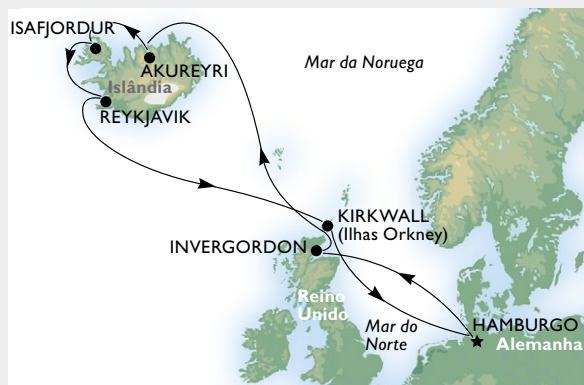 ISAFJORDUR
AKUREYRI
Islândia
REYKJAVIK
Mar da Noruega
KIRKWALL
(Ilhas Orkney)
INVERGORDON
Reino
Unido
Mar do
Norte
HAMBURGO
Alemanha